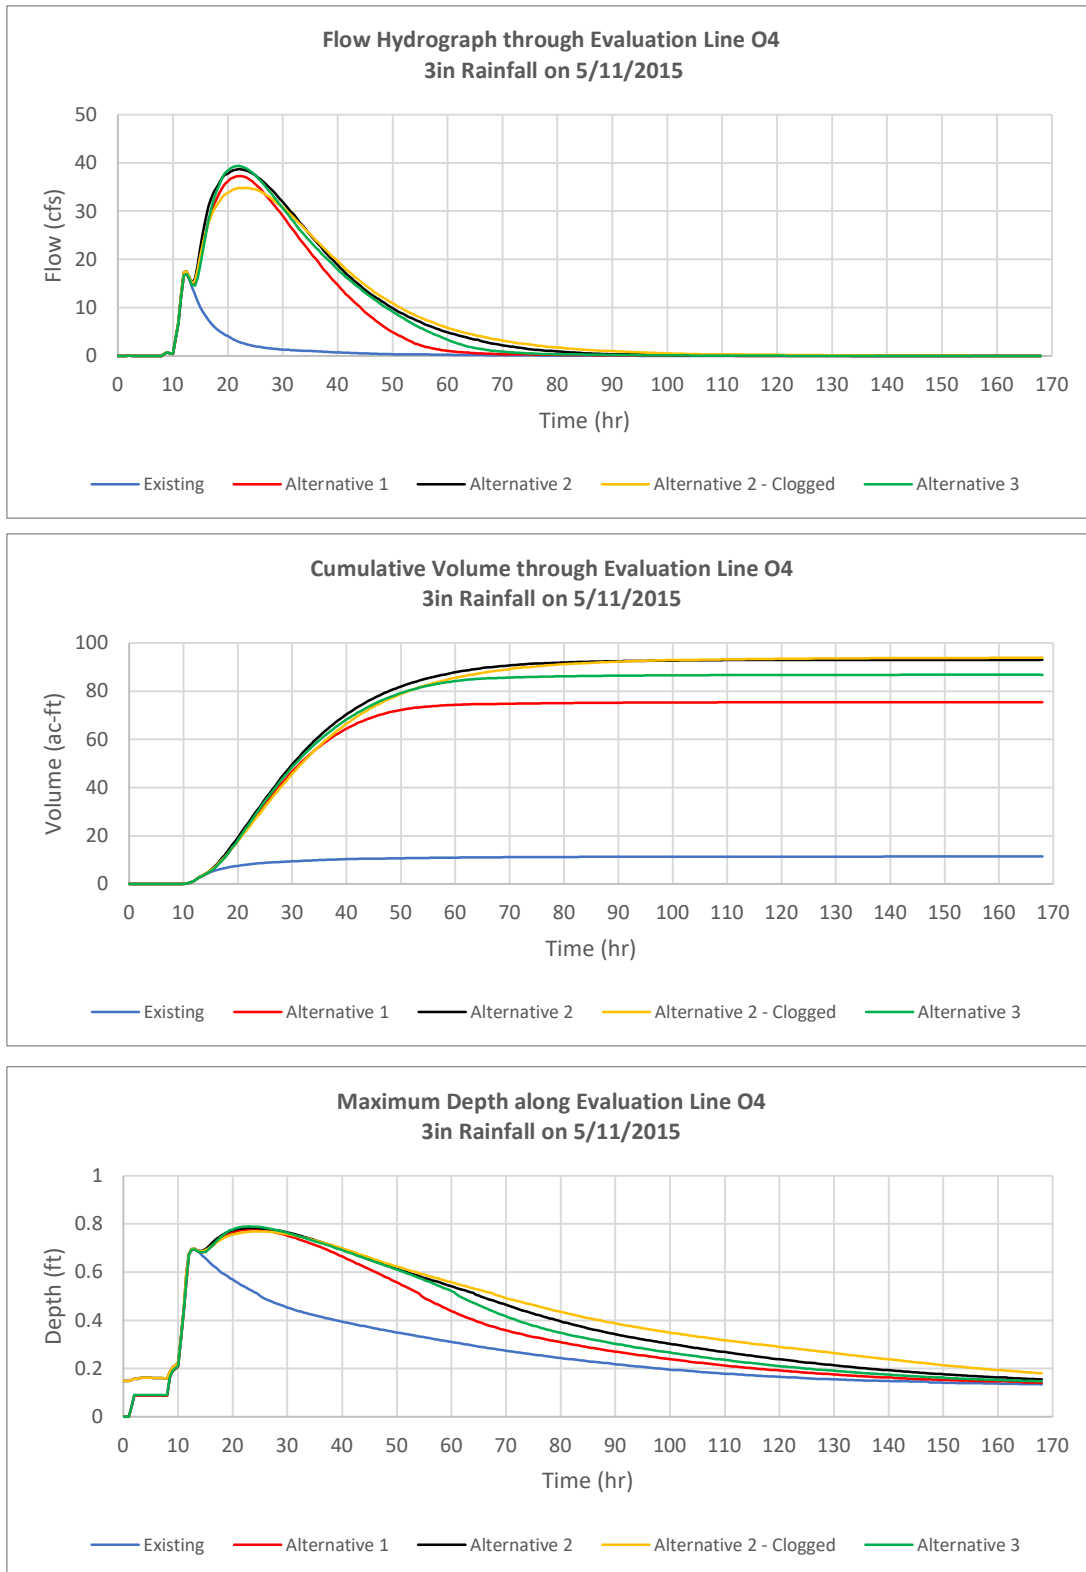 Flow Hydrograph through Evaluation Line O4
3in Rainfall on 5/11/2015
50
40
30
20
10
0
Flow (cfs)
0 10 20 30 40 50 60 70 80 90 100 110 120 130 140 150 160 170
Time (hr)
Existing Alternative 1 Alternative 2 Alternative 2 - Clogged Alternative 3
Cumulative Volume through Evaluation Line O4
3in Rainfall on 5/11/2015
100
80
60
40
20
0
Volume (ac-ft)
0 10 20 30 40 50 60 70 80 90 100 110 120 130 140 150 160 170
Time (hr)
Existing Alternative 1 Alternative 2 Alternative 2 - Clogged Alternative 3
Maximum Depth along Evaluation Line O4
3in Rainfall on 5/11/2015
1
0.8
0.6
0.4
0.2
0
Depth (ft)
0 10 20 30 40 50 60 70 80 90 100 110 120 130 140 150 160 170
Time (hr)
Existing Alternative 1 Alternative 2 Alternative 2 - Clogged Alternative 3